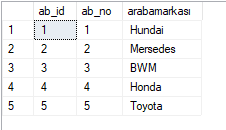 ab_id ab_no arabamarkası
1 1 1 Hundai
2 2 2 Mersedes
3 3 3 BWM
4 4 4 Honda
5 5 5 Toyota